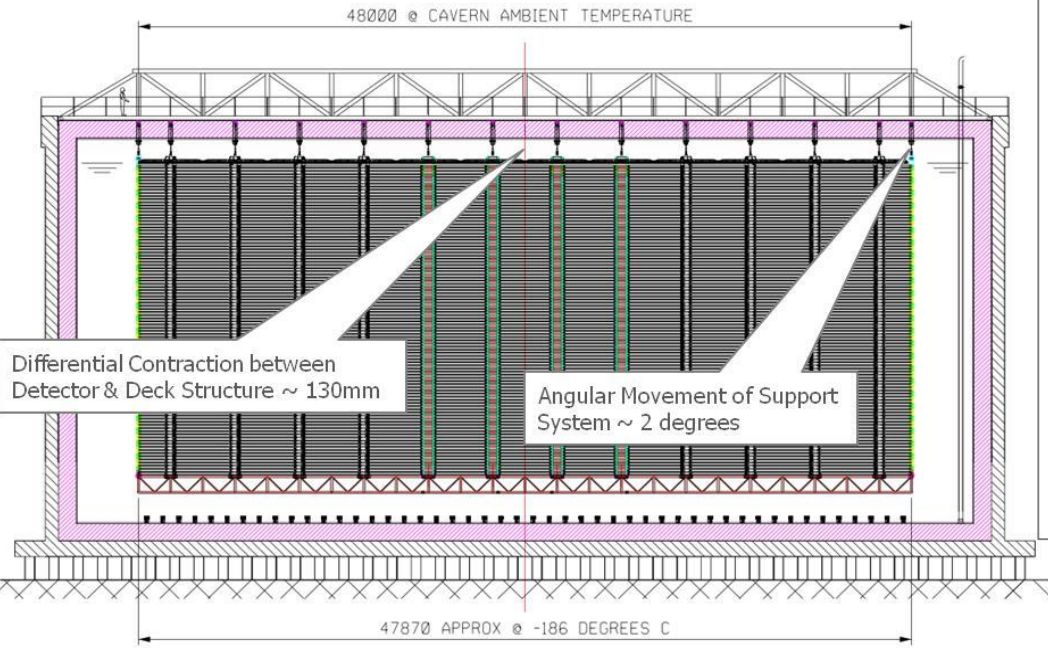 48000 @ CAVERN AMBIENT TEMPERATURE
Differential Contraction between
Detector & Deck Structure ~ 130mm
Angular Movement of Support
System ~ 2 degrees
47870 APPROX @ -186 DEGREES C